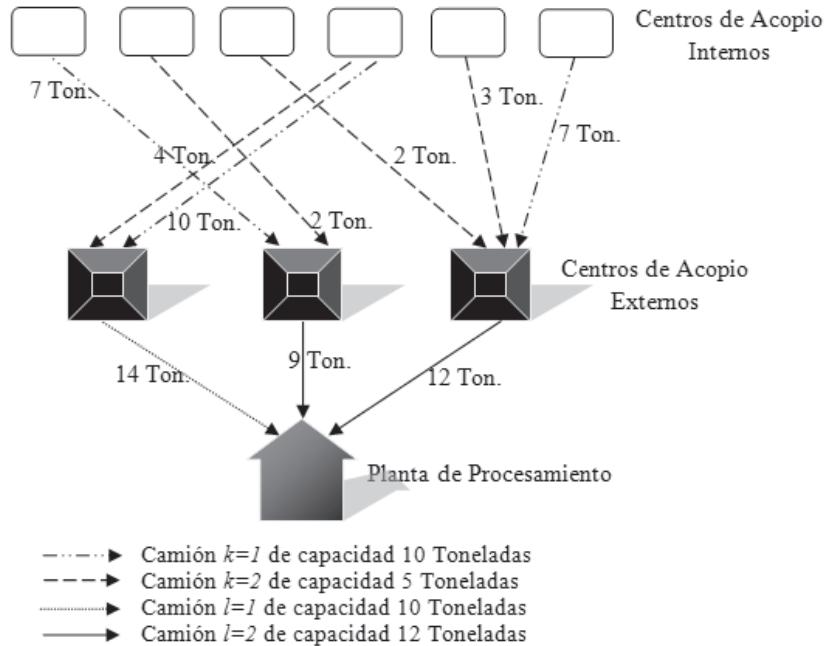 Centros de Acopio
Internos
7 Ton.
3 Ton.
7 Ton.
4 Ton.
2 Ton.
10 Ton.
2 Ton.
Centros de Acopio
Externos
14 Ton.
9 Ton.
12 Ton.
Planta de Procesamiento
Camión k=1 de capacidad 10 Toneladas
Camión k=2 de capacidad 5 Toneladas
Camión l=1 de capacidad 10 Toneladas
Camión l=2 de capacidad 12 Toneladas